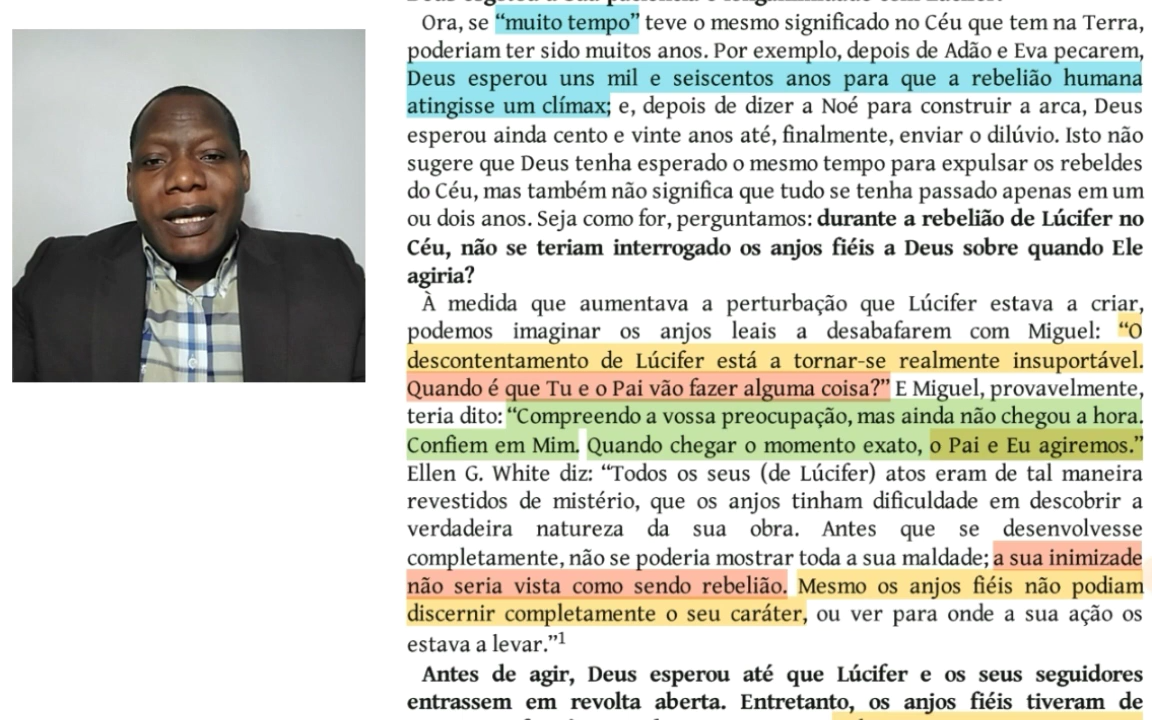 Ora, se “muito tempo” teve o mesmo significado no Céu que tem na Terra,
poderiam ter sido muitos anos. Por exemplo, depois de Adão e Eva pecarem,
Deus esperou uns mil e seiscentos anos para que a rebelião humana
atingisse um clímax; e, depois de dizer a Noé para construir a arca, Deus
esperou ainda cento e vinte anos até, finalmente, enviar o dilúvio. Isto não
sugere que Deus tenha esperado o mesmo tempo para expulsar os rebeldes
do Céu, mas também não significa que tudo se tenha passado apenas em um
ou dois anos. Seja como for, perguntamos: durante a rebelião de Lúcifer no
Céu, não se teriam interrogado os anjos fiéis a Deus sobre quando Ele
agiria?
À medida que aumentava a perturbação que Lúcifer estava a criar,
podemos imaginar os anjos leais a desabafarem com Miguel: “O
descontentamento de Lúcifer está a tornar-se realmente insuportável.
Quando é que Tu e o Pai vão fazer alguma coisa?” E Miguel, provavelmente,
teria dito: “Compreendo a vossa preocupação, mas ainda não chegou a hora.
Confiem em Mim. Quando chegar o momento exato, o Pai e Eu agiremos.”
Ellen G. White diz: “Todos os seus (de Lúcifer) atos eram de tal maneira
revestidos de mistério, que os anjos tinham dificuldade em descobrir a
verdadeira natureza da sua obra. Antes que se desenvolvesse
completamente, não se poderia mostrar toda a sua maldade; a sua inimizade
não seria vista como sendo rebelião. Mesmo os anjos fiéis não podiam
discernir completamente o seu caráter, ou ver para onde a sua ação os
estava a levar.”1
Antes de agir, Deus esperou até que Lúcifer e os seus seguidores
entrassem em revolta aberta. Entretanto, os anjos fiéis tiveram de